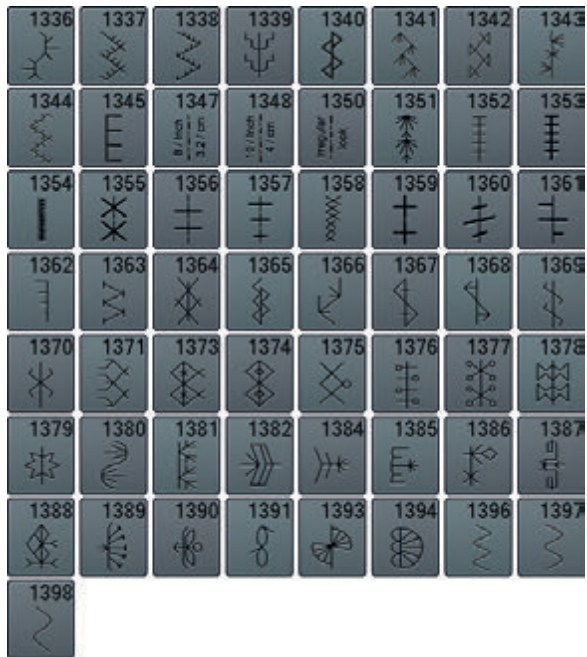 1336 1337 1338 1339 1340 1341 1342 1343
1344 1345 1347 1348 1350 1351 1352 1353
8 / Inch
3.2 / cm
10 / Inch
4 / cm
irregular
look
1354 1355 1356 1357 1358 1359 1360 1361
1362 1363 1364 1365 1366 1367 1368 1369
1370 1371 1373 1374 1375 1376 1377 1378
1379 1380 1381 1382 1384 1385 1386 1387
1388 1389 1390 1391 1393 1394 1396 1397
1398